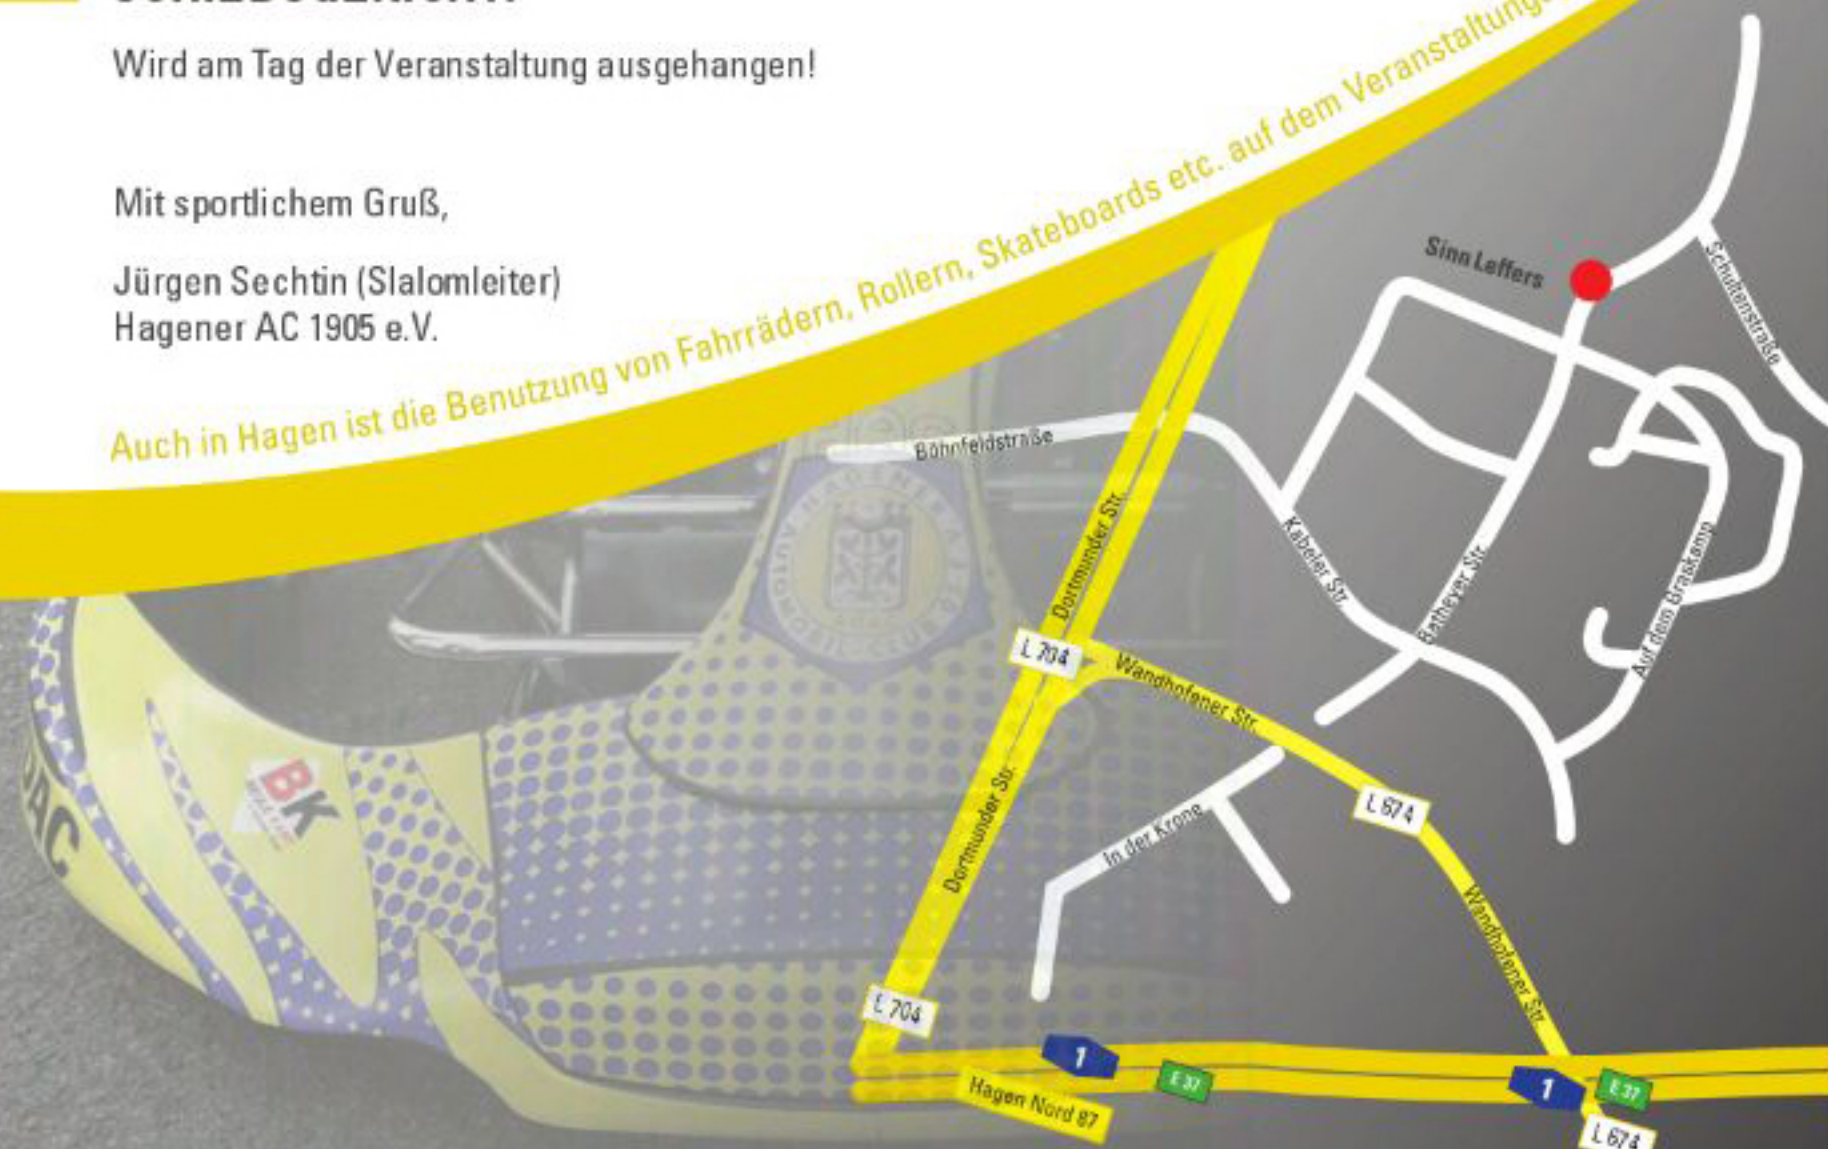 Wird am Tag der Veranstaltung ausgehangen!
Mit sportlichem Gruß,
Jürgen Sechtin (Slalomleiter)
Hagener AC 1905 e.V.
Auch in Hagen ist die Benutzung von Fahrrädern, Rollern, Skateboards etc. auf dem
Sinn Leffers
Schultenstraße
Böhnfeldstraße
Dortmunder Str.
Kabeler Str.
Batheyer Str.
Auf dem Braskamp
L 704
Wandhofener Str.
BK
L 674
In der Krone
Dortmunder Str.
Wandhofener Str.
L 704
1
E 37
Hagen Nord 87
1
E 37
L 674